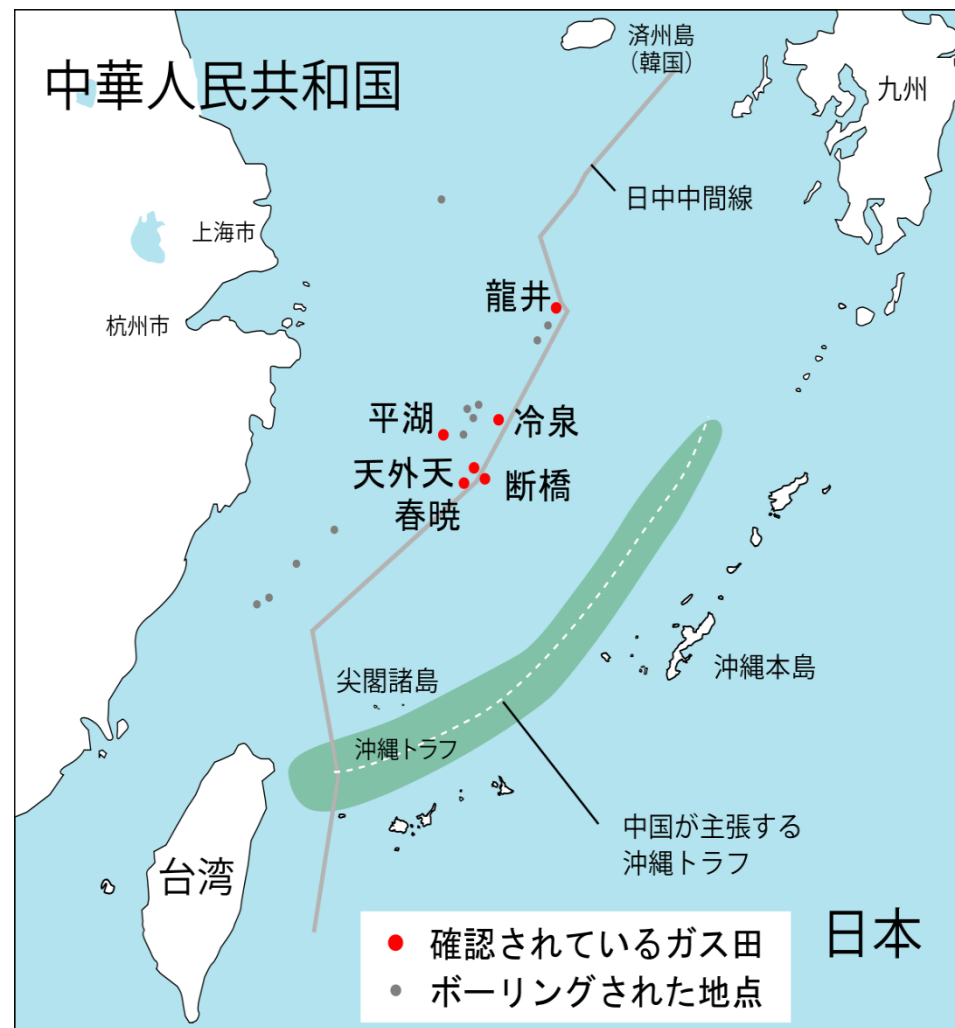 中華人民共和国
済州島
（韓国）
九州
日中中間線
上海市
龍井
杭州市
平湖
冷泉
天外天
断橋
春暁
尖閣諸島
沖縄本島
沖縄トラフ
中国が主張する
沖縄トラフ
台湾
日本
確認されているガス田
ボーリングされた地点